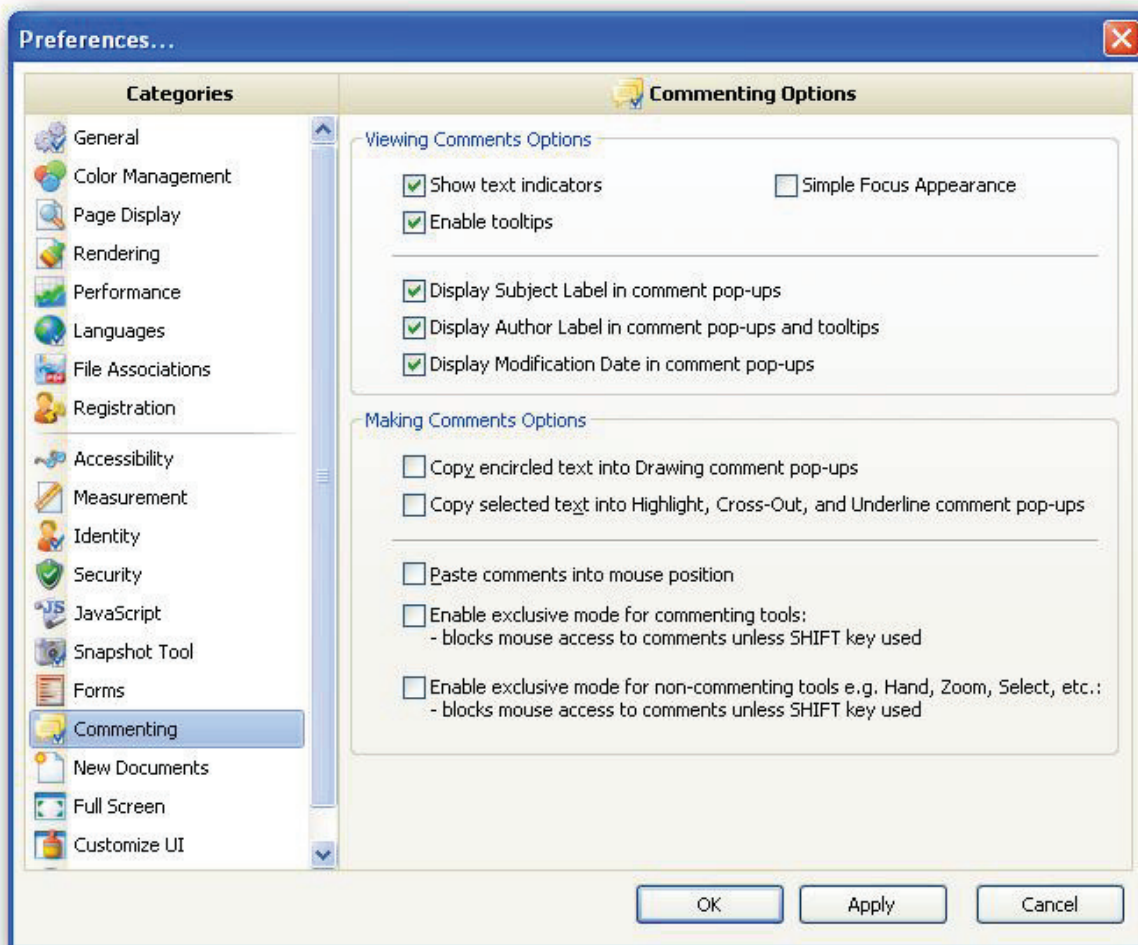 Preferences...
Categories
General
Color Management
Page Display
Rendering
Performance
Languages
File Associations
Registration
Accessibility
Measurement
Identity
Security
JavaScript
Snapshot Tool
Forms
Commenting
New Documents
Full Screen
Customize UI
Commenting Options
Viewing Comments Options
Show text indicators
Simple Focus Appearance
Enable tooltips
Display Subject Label in comment pop-ups
Display Author Label in comment pop-ups and tooltips
Display Modification Date in comment pop-ups
Making Comments Options
Copy encircled text into Drawing comment pop-ups
Copy selected text into Highlight, Cross-Out, and Underline comment pop-ups
Paste comments into mouse position
Enable exclusive mode for commenting tools:
- blocks mouse access to comments unless SHIFT key used
Enable exclusive mode for non-commenting tools e.g. Hand, Zoom, Select, etc.:
- blocks mouse access to comments unless SHIFT key used
OK
Apply
Cancel